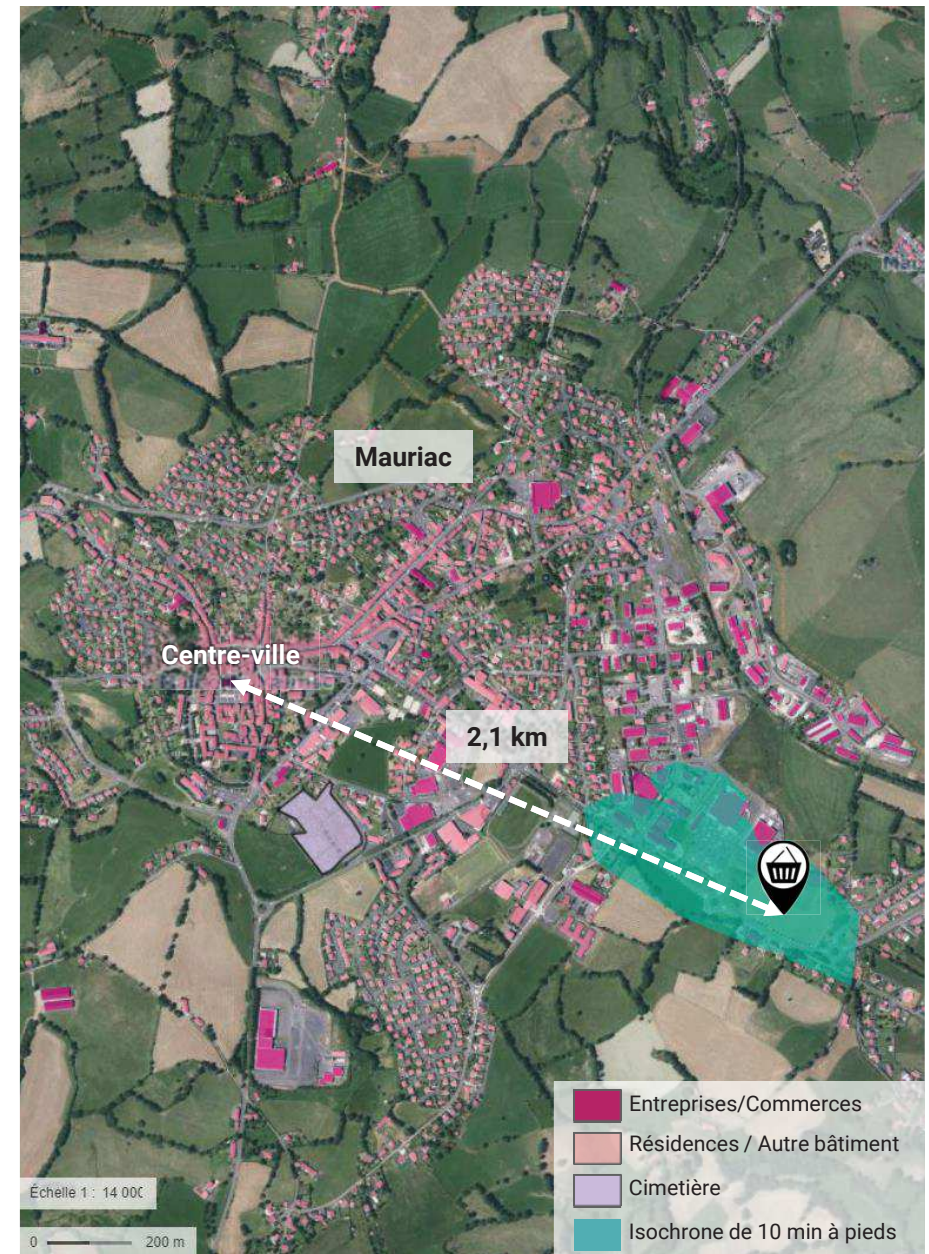 Mauriac
Centre-ville
2,1 km
Entreprises/Commerces
Résidences / Autre bâtiment
Cimetière
Isochrone de 10 min à pieds
Échelle 1 : 14 000
0 200 m